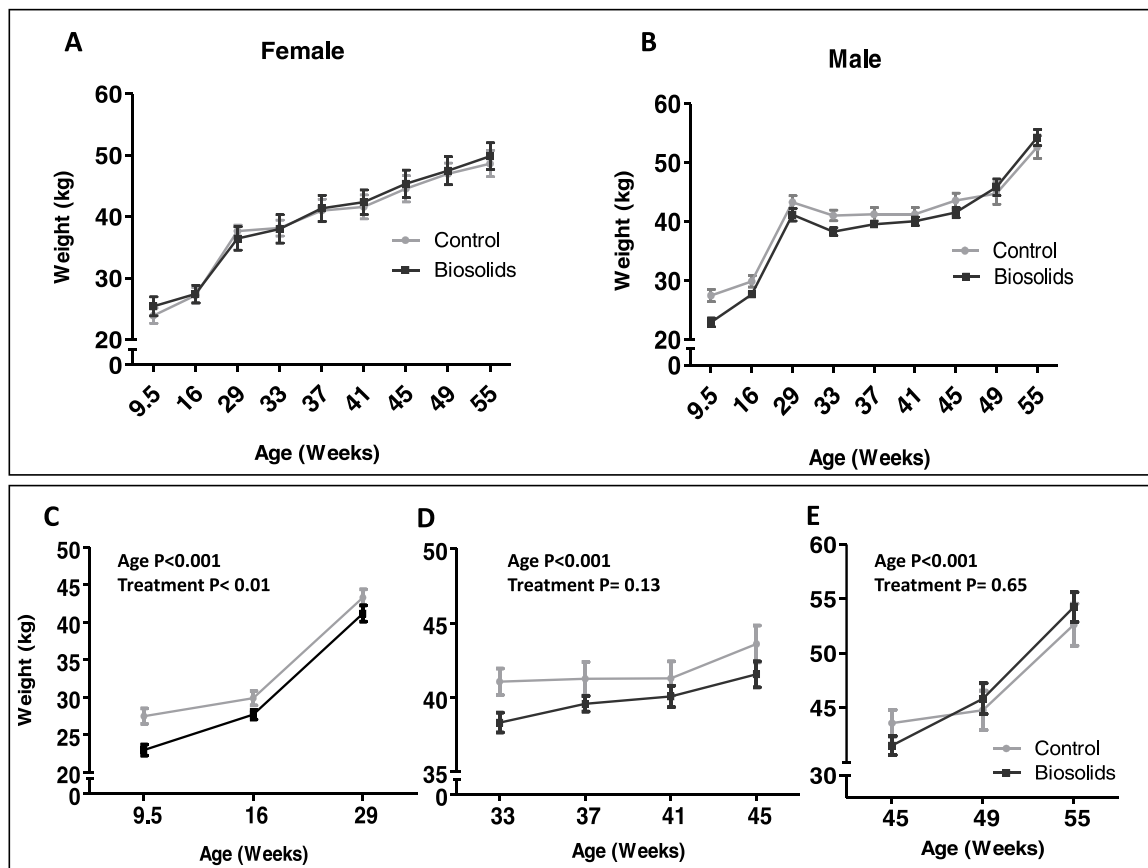 A
Female
Weight (kg)
60
50
40
30
20
0
Control
Biosolids
9.5 16 29 33 37 41 45 49 55
Age (Weeks)
B
Male
Weight (kg)
60
50
40
30
20
0
Control
Biosolids
9.5 16 29 33 37 41 45 49 55
Age (Weeks)
C
Age P<0.001
Treatment P< 0.01
Weight (kg)
50
45
40
35
30
25
20
0
9.5 16 29
Age (Weeks)
D
Age P<0.001
Treatment P= 0.13
50
45
40
35
0
33 37 41 45
Age (Weeks)
E
Age P<0.001
Treatment P= 0.65
60
55
50
45
30
Control
Biosolids
45 49 55
Age (Weeks)